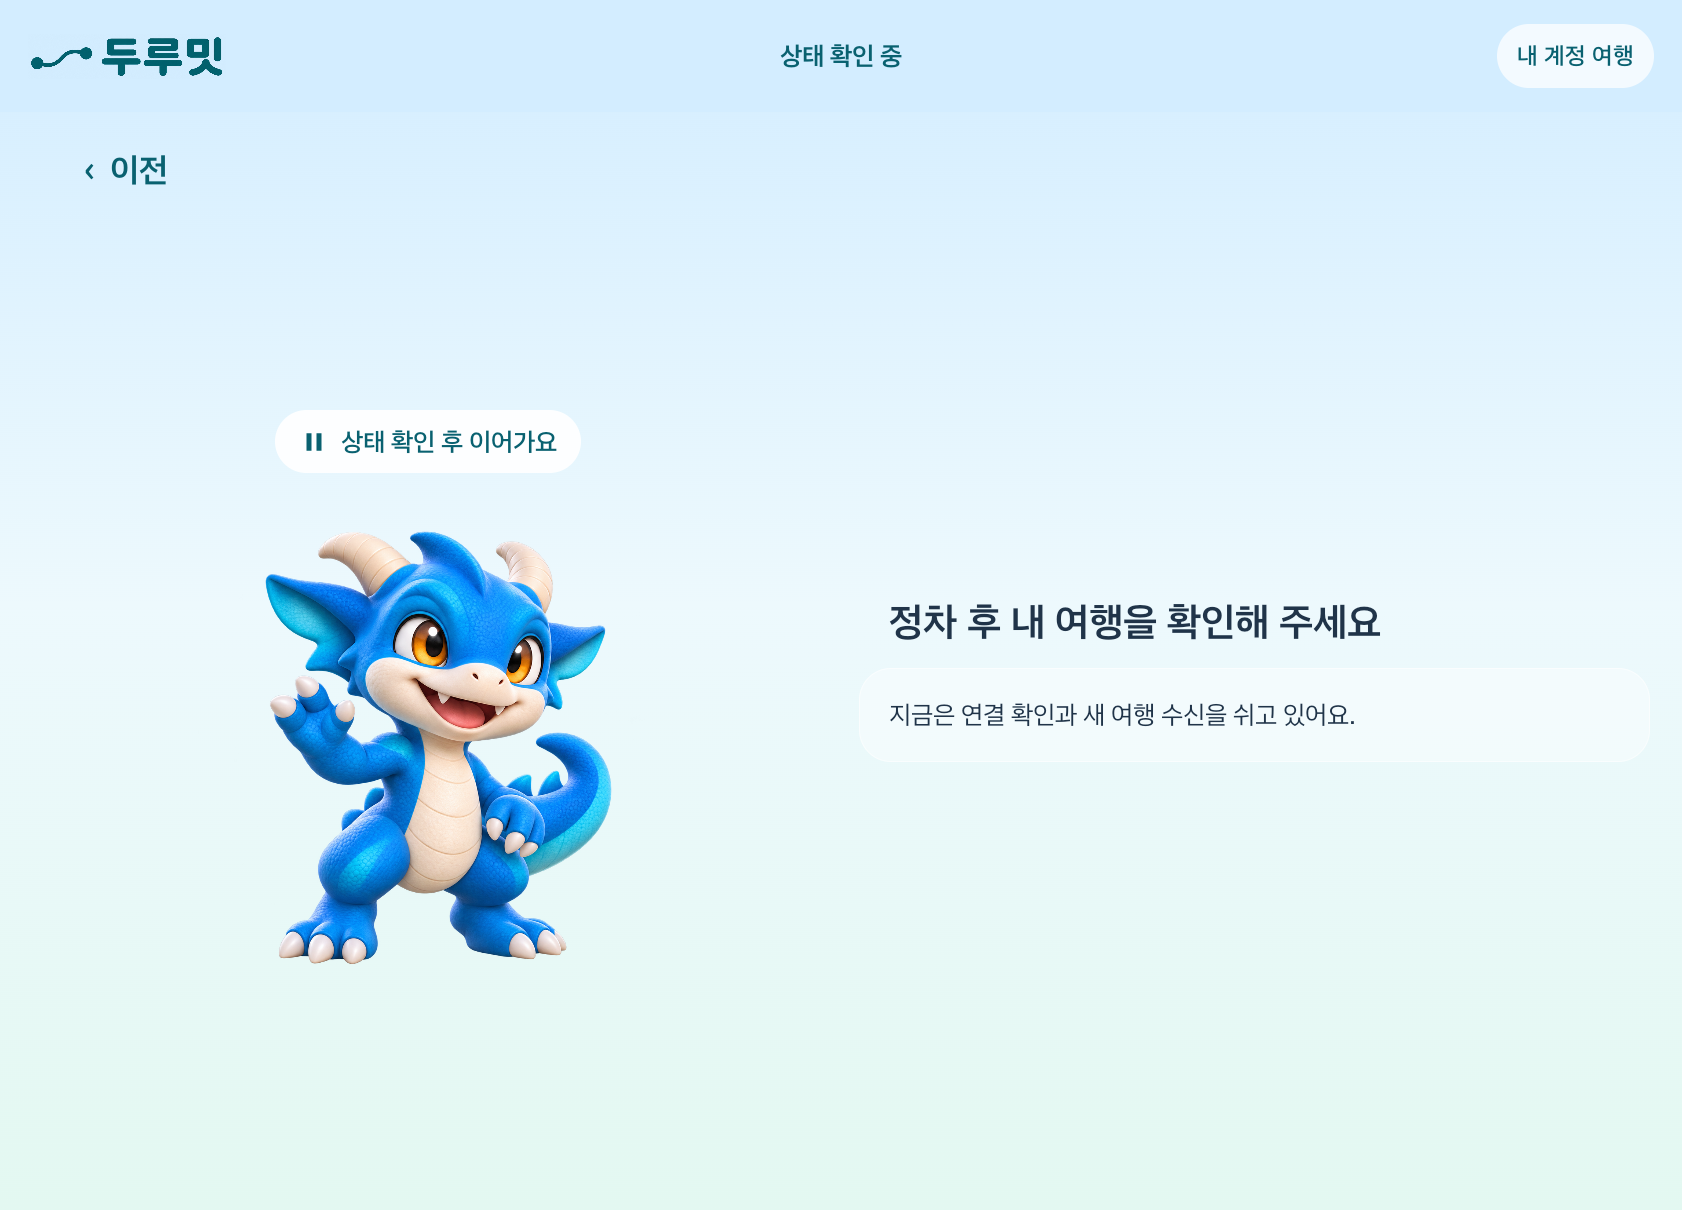 두루밋
상태 확인 중
내 계정 여행
이전
상태 확인 후 이어가요
정차 후 내 여행을 확인해 주세요
지금은 연결 확인과 새 여행 수신을 쉬고 있어요.